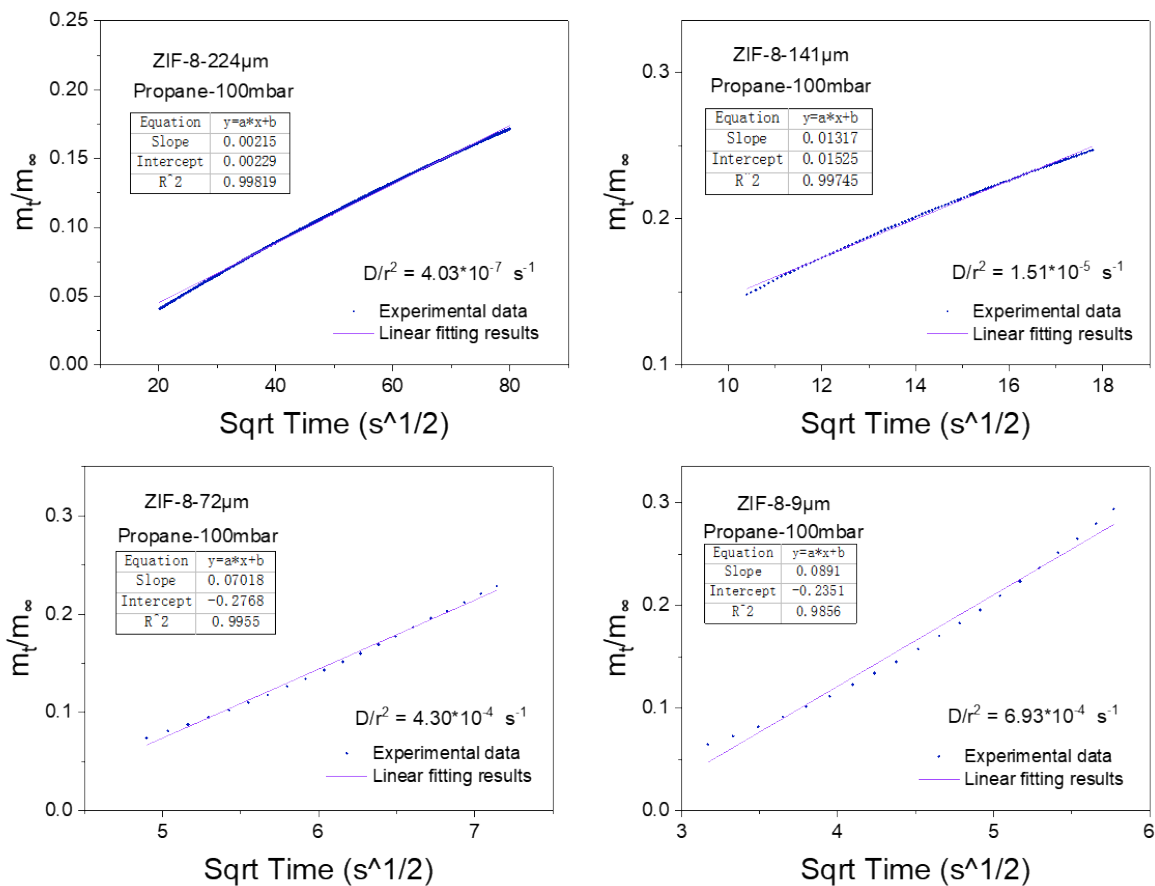 0.25
0.20
0.15
0.10
0.05
0.00
m_t/m_∞
ZIF-8-224μm
Propane-100mbar
Equation y=a*x+b
Slope 0.00215
Intercept 0.00229
R^2 0.99819
D/r² = 4.03*10⁻⁷ s⁻¹
Experimental data
Linear fitting results
20 40 60 80
Sqrt Time (s^1/2)
0.3
0.2
0.1
m_t/m_∞
ZIF-8-141μm
Propane-100mbar
Equation y=a*x+b
Slope 0.01317
Intercept 0.01525
R^2 0.99745
D/r² = 1.51*10⁻⁵ s⁻¹
Experimental data
Linear fitting results
10 12 14 16 18
Sqrt Time (s^1/2)
0.3
0.2
0.1
0.0
m_t/m_∞
ZIF-8-72μm
Propane-100mbar
Equation y=a*x+b
Slope 0.07018
Intercept -0.2768
R^2 0.9955
D/r² = 4.30*10⁻⁴ s⁻¹
Experimental data
Linear fitting results
5 6 7
Sqrt Time (s^1/2)
0.3
0.2
0.1
0.0
m_t/m_∞
ZIF-8-9μm
Propane-100mbar
Equation y=a*x+b
Slope 0.0891
Intercept -0.2351
R^2 0.9856
D/r² = 6.93*10⁻⁴ s⁻¹
Experimental data
Linear fitting results
3 4 5 6
Sqrt Time (s^1/2)